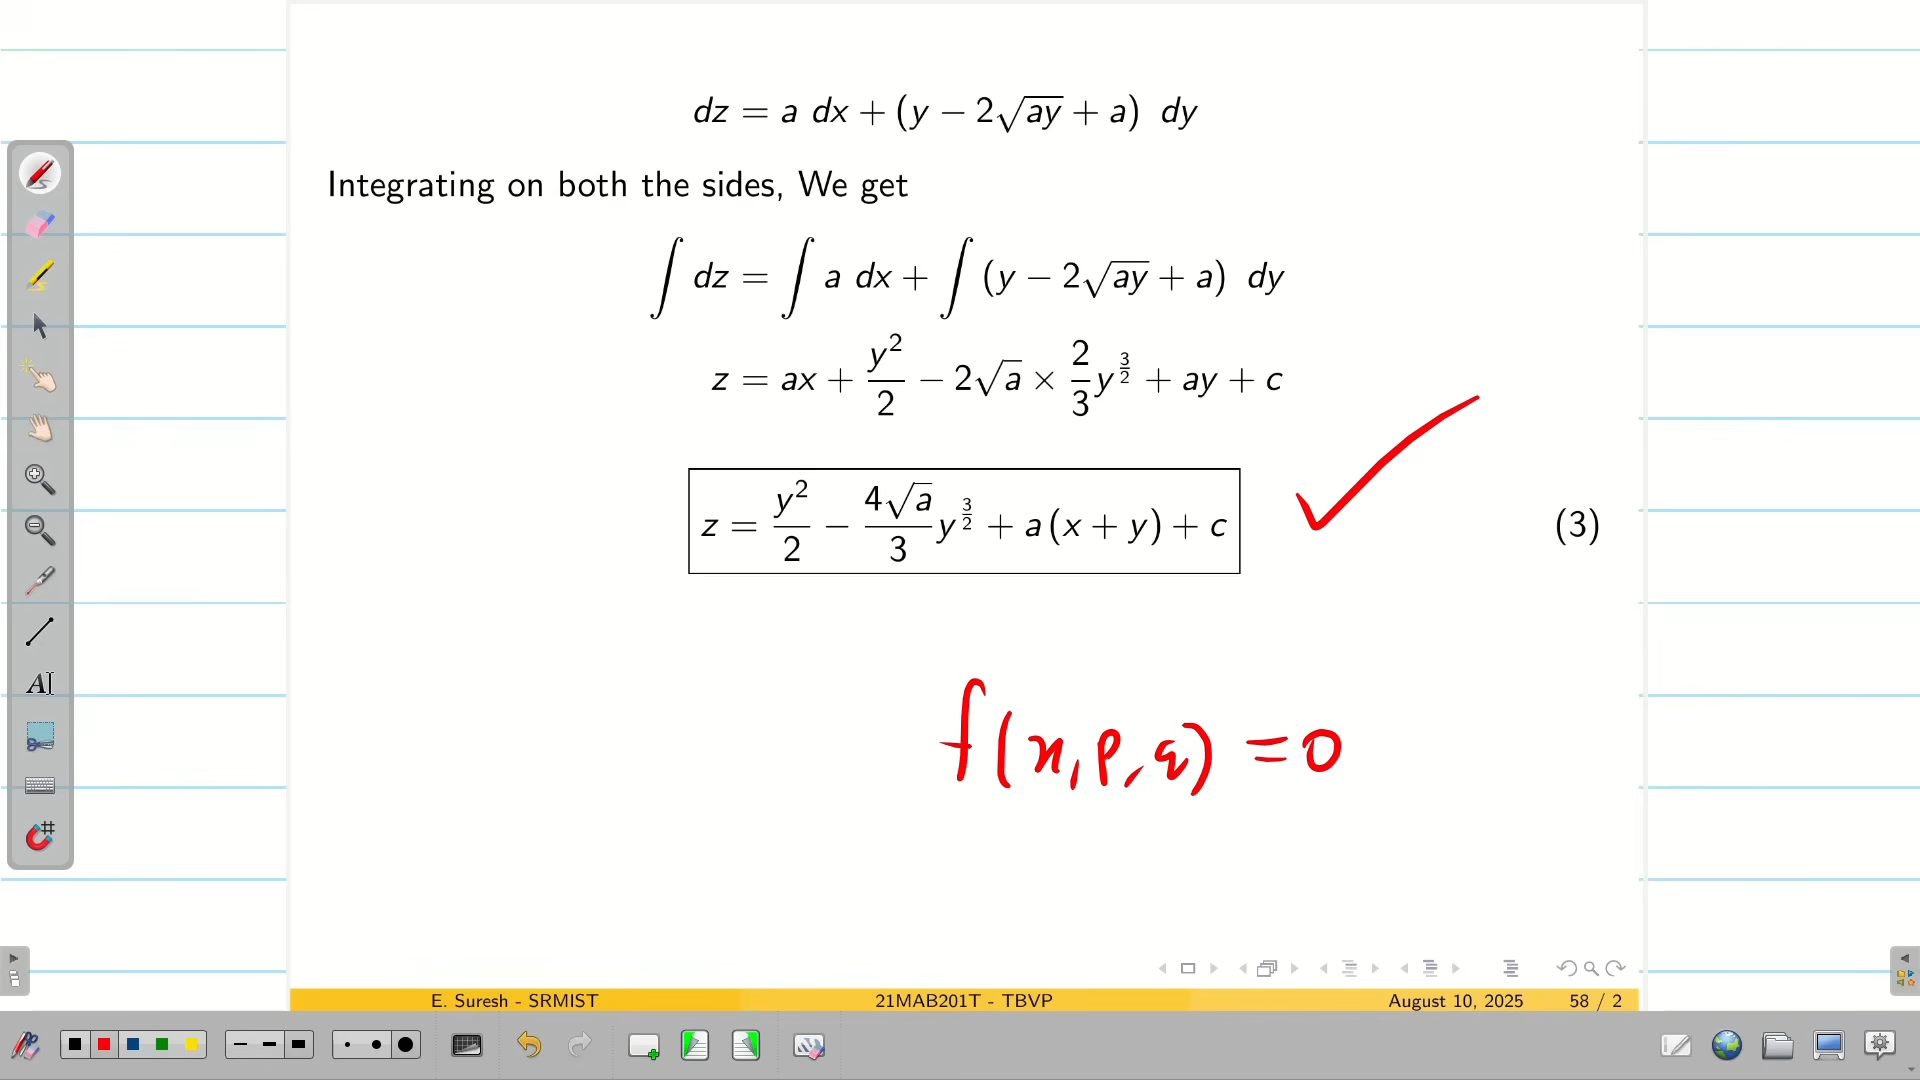 dz = a dx + (y − 2√ay + a) dy
Integrating on both the sides, We get
∫ dz = ∫ a dx + ∫ (y − 2√ay + a) dy
z = ax + y²/2 − 2√a × 2/3 y^(3/2) + ay + c
z = y²/2 − 4√a/3 y^(3/2) + a(x + y) + c (3)
f(x, p, q) = 0
E. Suresh - SRMIST 21MAB201T - TBVP August 10, 2025 58 / 2